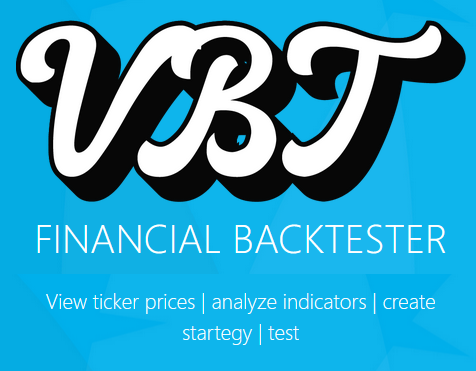 VBT
FINANCIAL BACKTESTER
View ticker prices | analyze indicators | create
startegy | test